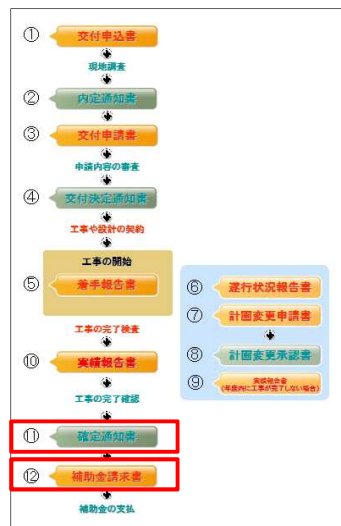 ① 交付申込書
現地調査
② 内定通知書
③ 交付申請書
申請内容の審査
④ 交付決定通知書
工事や設計の契約
工事の開始
⑤ 着手報告書
工事の完了検査
⑩ 実績報告書
工事の完了確認
⑪ 確定通知書
⑫ 補助金請求書
補助金の支払
⑥ 遂行状況報告書
⑦ 計画変更申請書
⑧ 計画変更承認書
⑨ 実績報告書
(年度内に工事が完了しない場合)